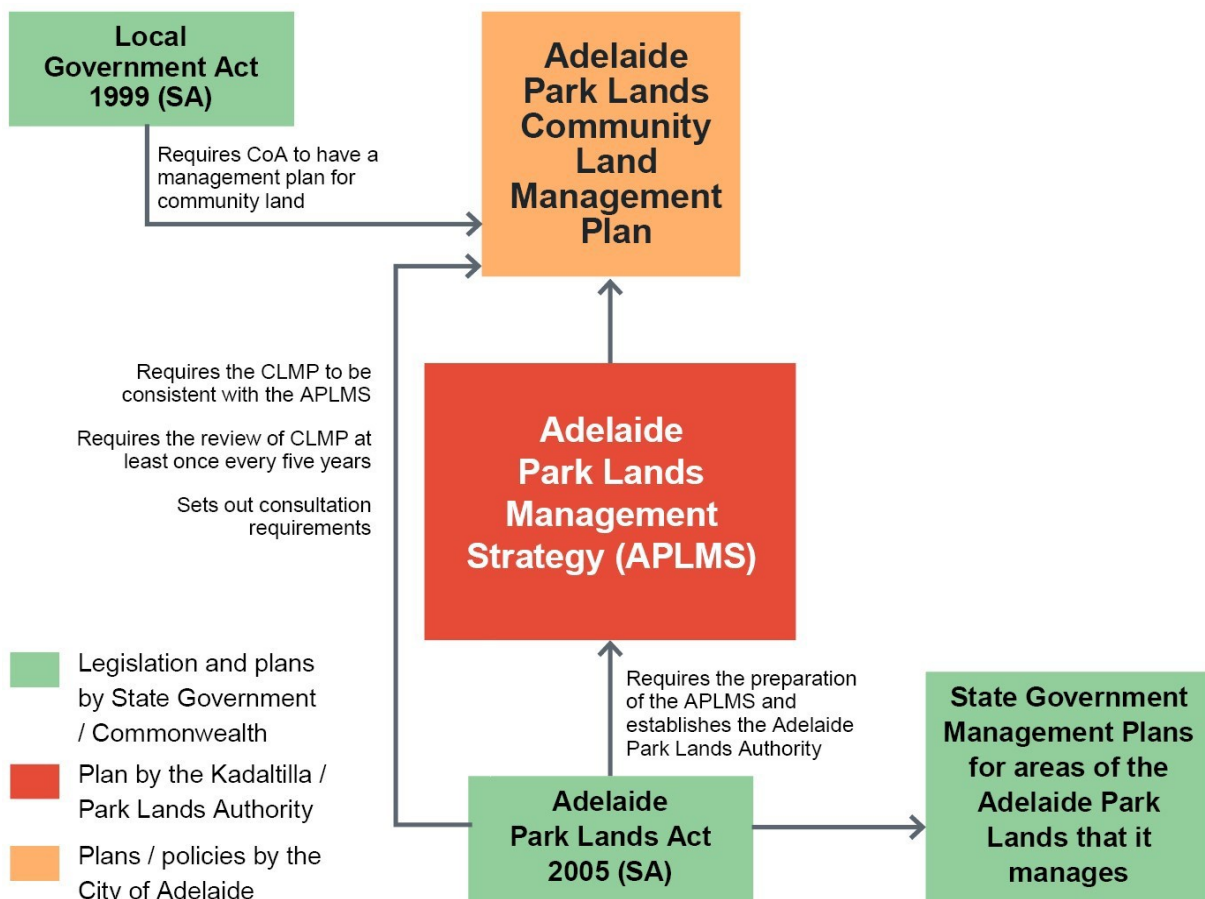 Local
Government Act
1999 (SA)
Requires CoA to have a
management plan for
community land
Adelaide
Park Lands
Community
Land
Management
Plan
Requires the CLMP to be
consistent with the APLMS
Requires the review of CLMP at
least once every five years
Sets out consultation
requirements
Adelaide
Park Lands
Management
Strategy (APLMS)
Requires the preparation
of the APLMS and
establishes the Adelaide
Park Lands Authority
Adelaide
Park Lands Act
2005 (SA)
State Government
Management Plans
for areas of the
Adelaide Park
Lands that it
manages
Legislation and plans
by State Government
/ Commonwealth
Plan by the Kadaltilla /
Park Lands Authority
Plans / policies by the
City of Adelaide